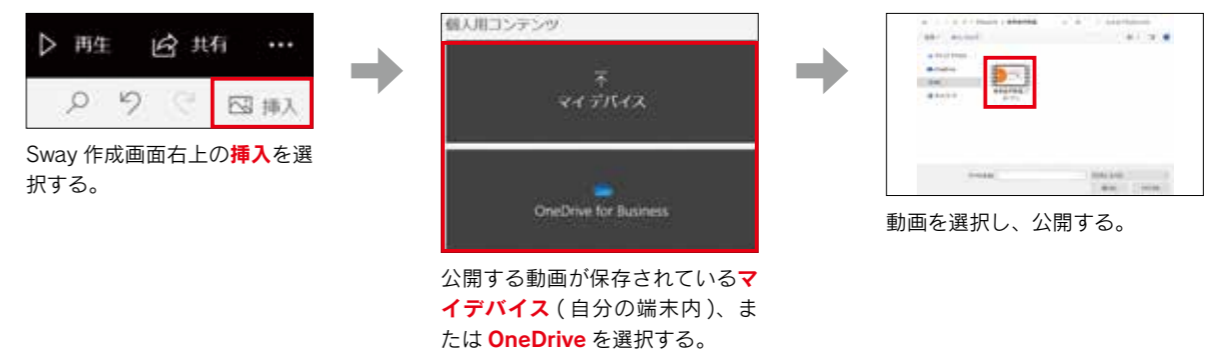 再生 共有 …
挿入
Sway 作成画面右上の挿入を選
択する。
個人用コンテンツ
マイ デバイス
OneDrive for Business
公開する動画が保存されているマ
イデバイス ( 自分の端末内 )、ま
たは OneDrive を選択する。
OneDrive
動画を選択し、公開する。